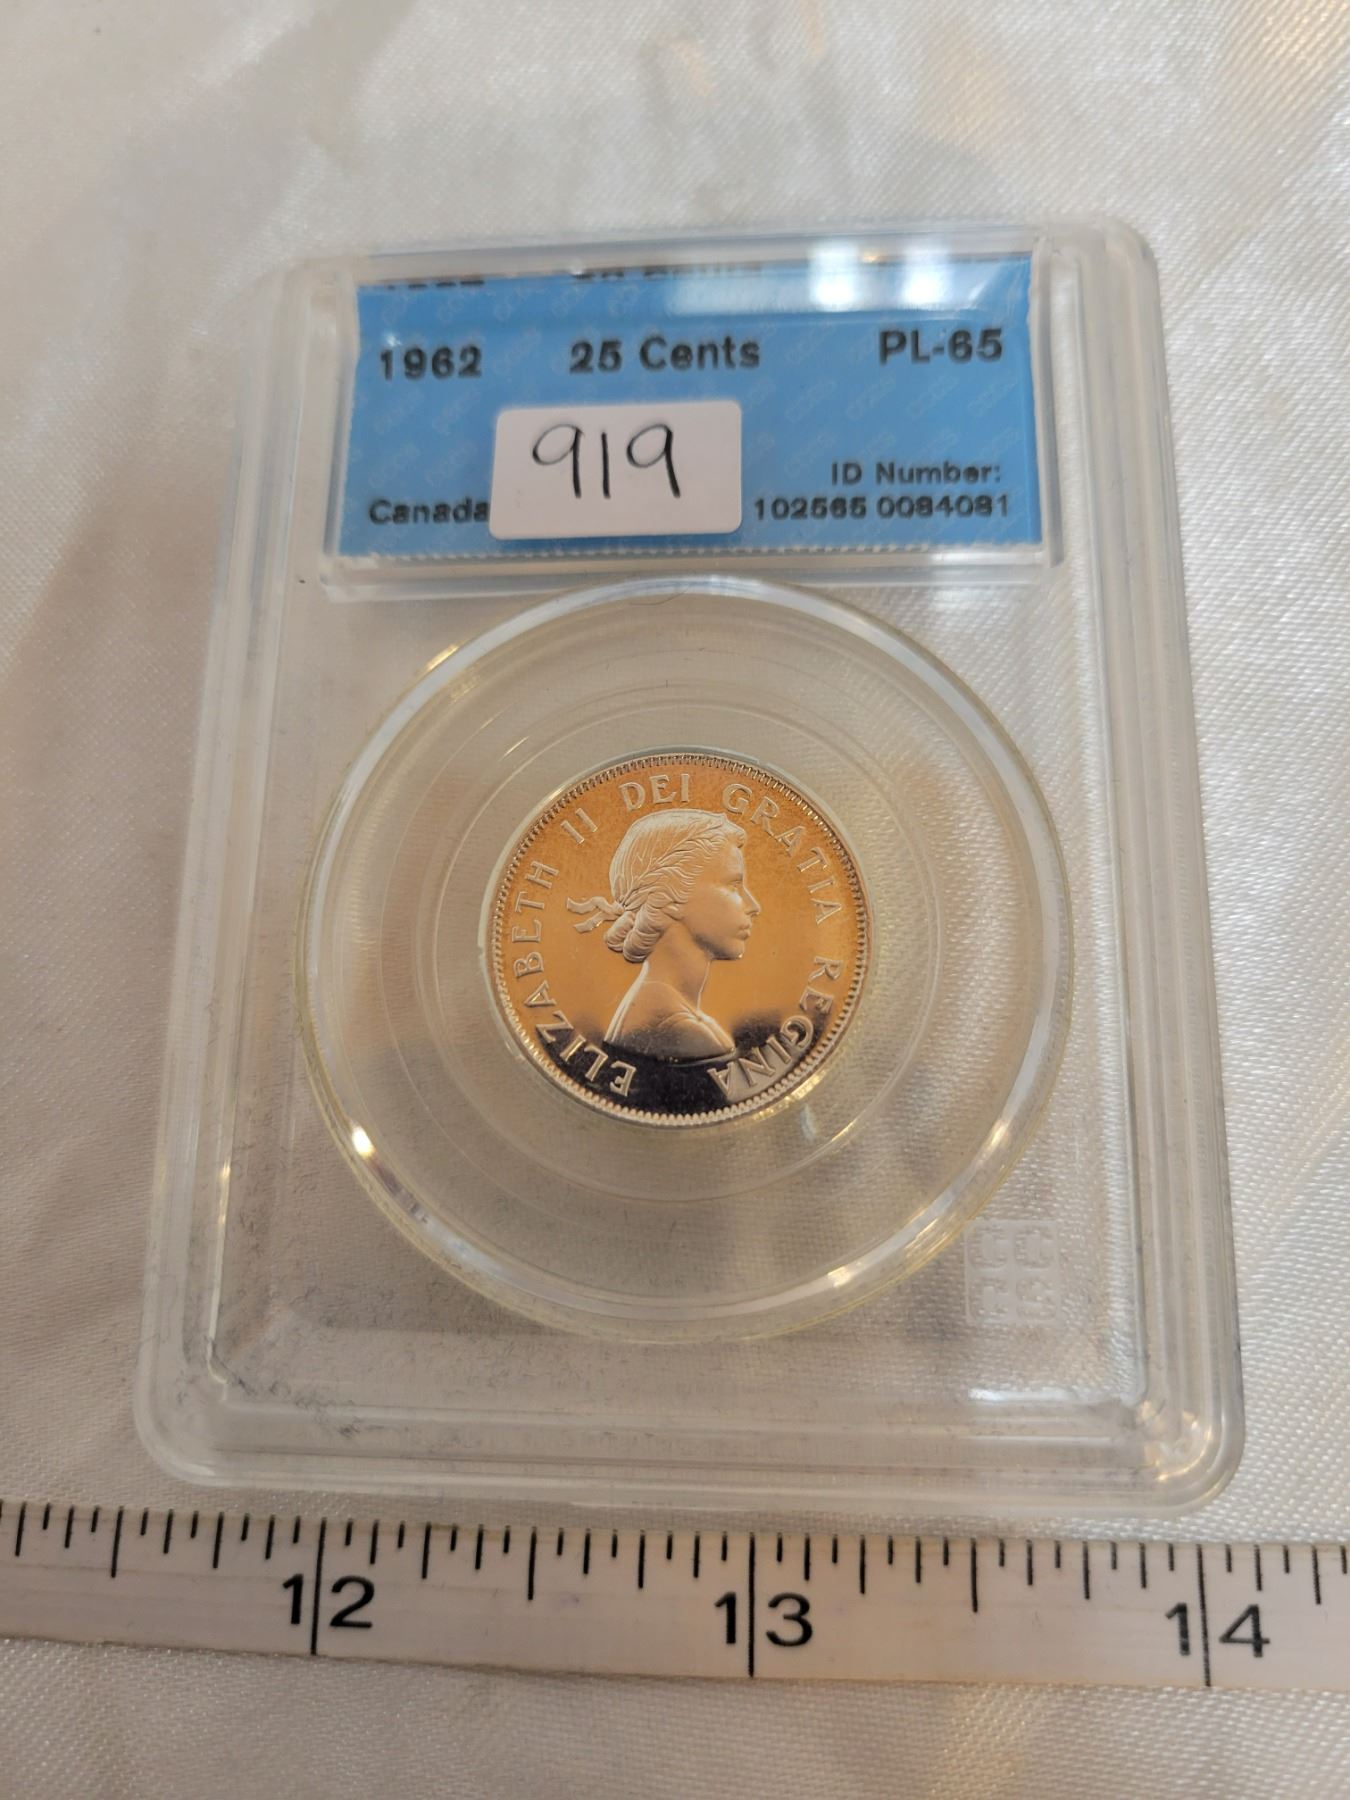 1962 25 Cents PL-65
919
ID Number:
Canada 102565 0084081
ELIZABETH II DEI GRATIA REGINA
12 13 14